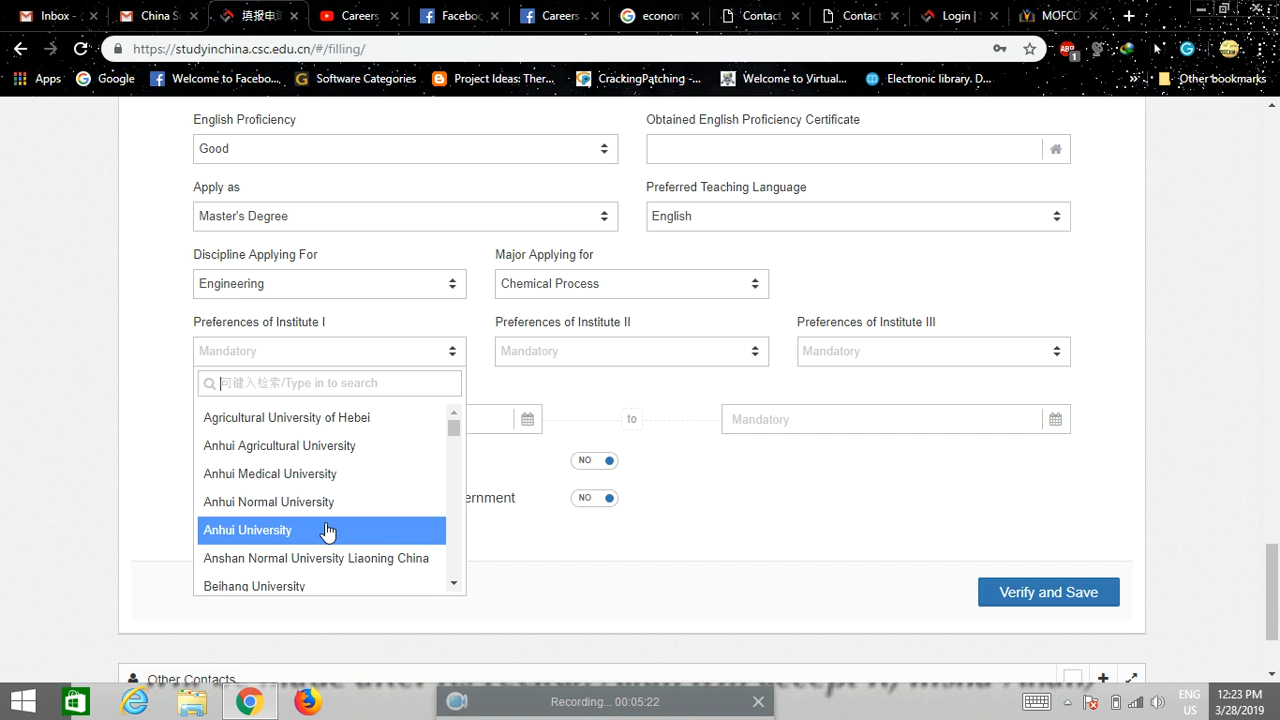 Inbox -
China S
填报申
Careers
Faceboo
Careers
econom
Contact
Contact
Login |
MOFCO
https://studyinchina.csc.edu.cn/#/filling/
Apps
Google
Welcome to Facebo...
Software Categories
Project Ideas: Ther...
CrackingPatching -...
Welcome to Virtual...
Electronic library. D...
»
Other bookmarks
English Proficiency
Obtained English Proficiency Certificate
Good
Apply as
Preferred Teaching Language
Master's Degree
English
Discipline Applying For
Major Applying for
Engineering
Chemical Process
Preferences of Institute I
Preferences of Institute II
Preferences of Institute III
Mandatory
Mandatory
Mandatory
可键入检索/Type in to search
Agricultural University of Hebei
to
Mandatory
Anhui Agricultural University
NO
Anhui Medical University
Anhui Normal University
ernment
NO
Anhui University
Anshan Normal University Liaoning China
Beihang University
Verify and Save
Other Contacts
Recording... 00:05:22
ENG
US
12:23 PM
3/28/2019